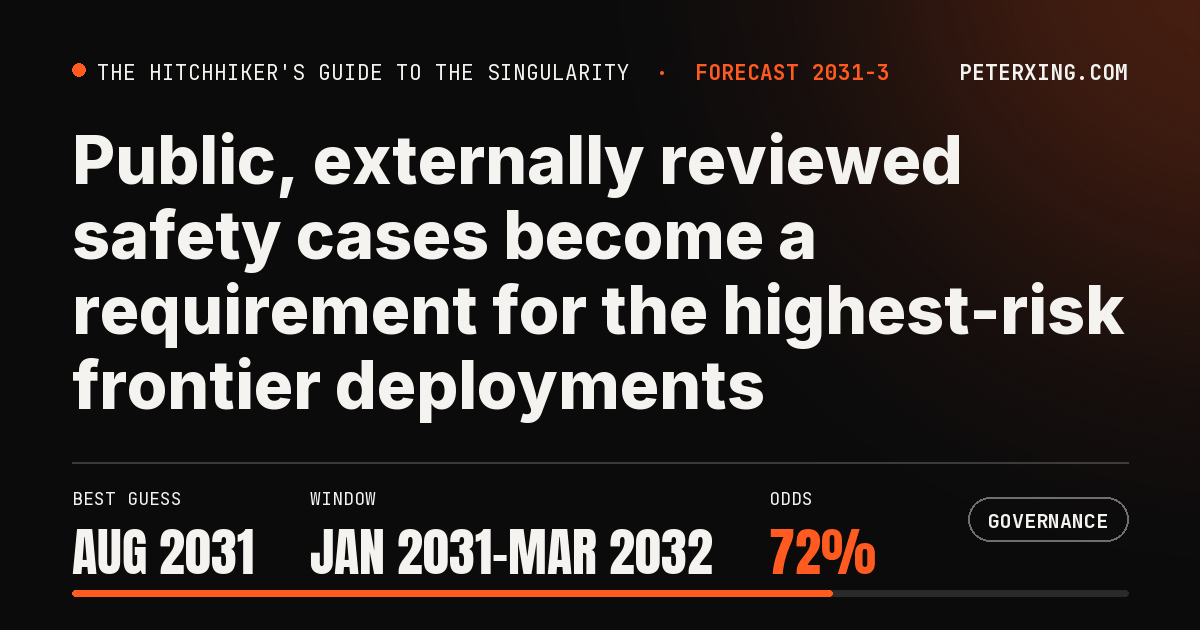 THE HITCHHIKER'S GUIDE TO THE SINGULARITY · FORECAST 2031-3 PETERXING.COM
Public, externally reviewed
safety cases become a
requirement for the highest-risk
frontier deployments
BEST GUESS WINDOW ODDS
AUG 2031 JAN 2031-MAR 2032 72% GOVERNANCE